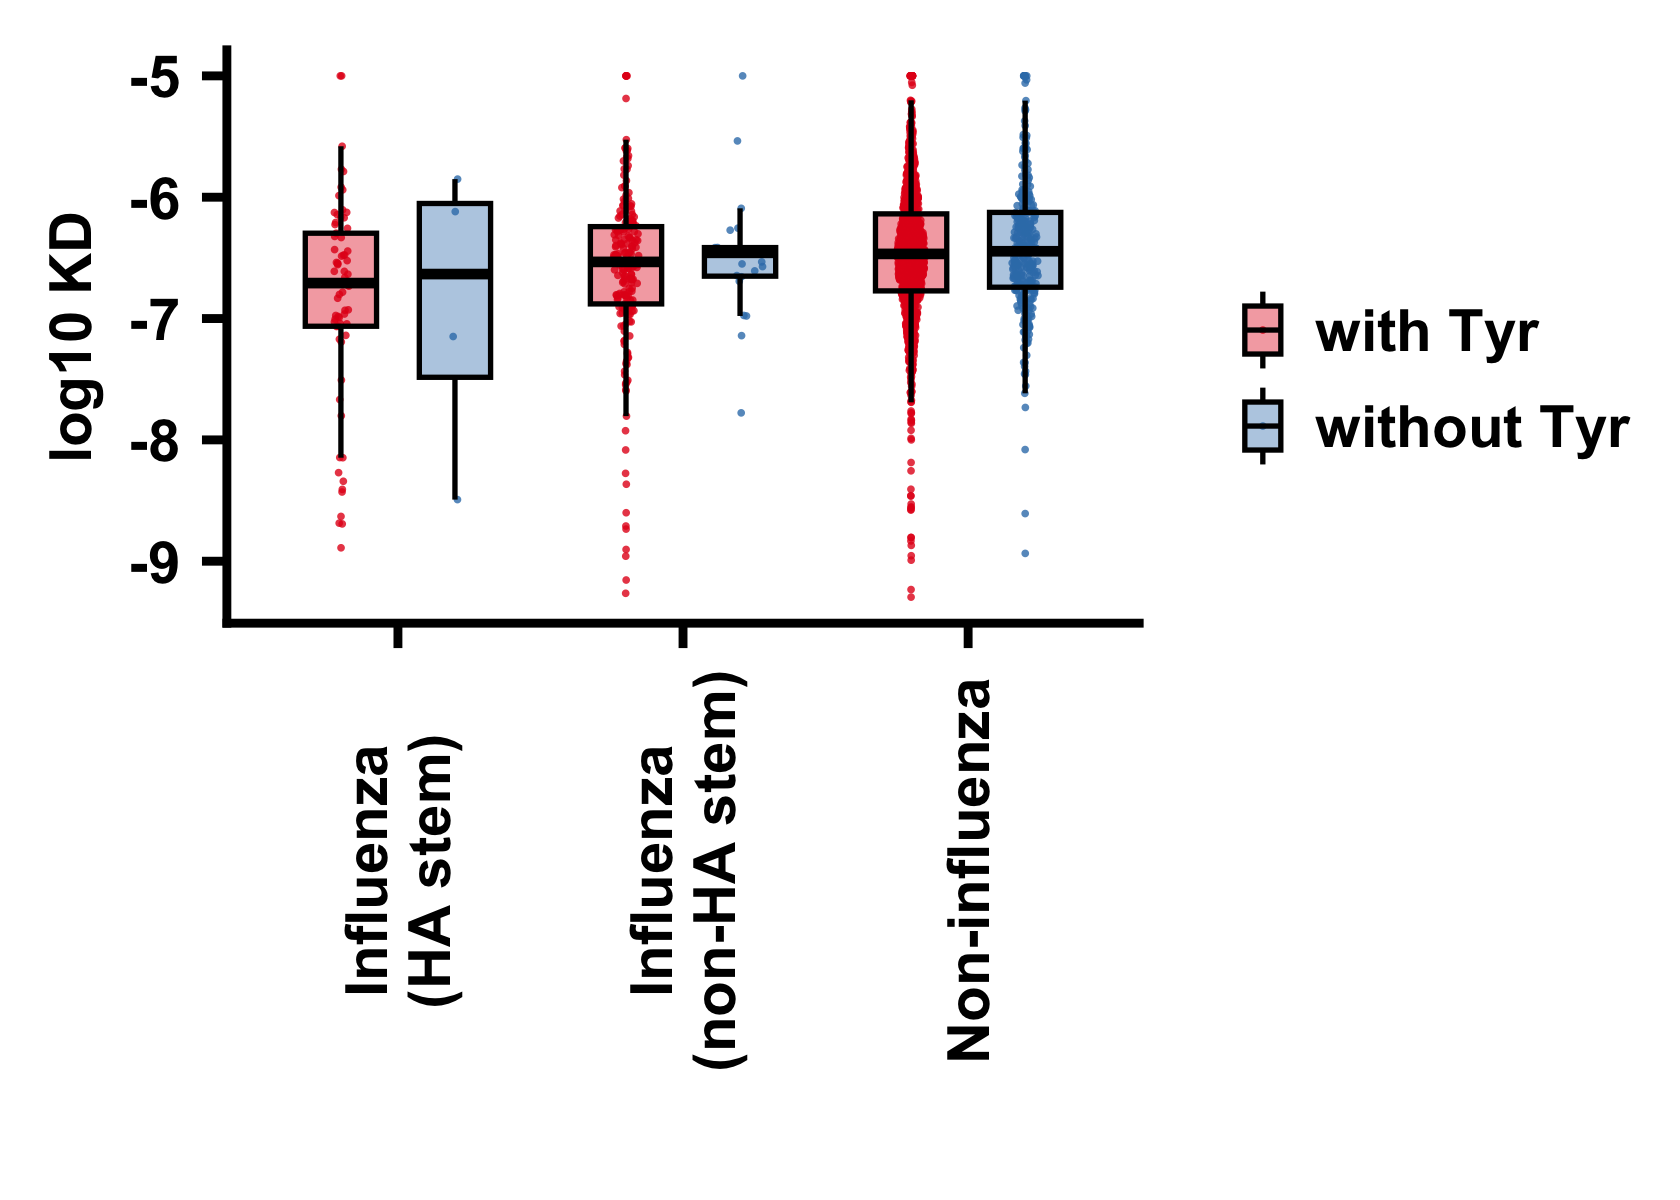 -5
-6
-7
-8
-9
log10 KD
Influenza
(HA stem)
Influenza
(non-HA stem)
Non-influenza
with Tyr
without Tyr